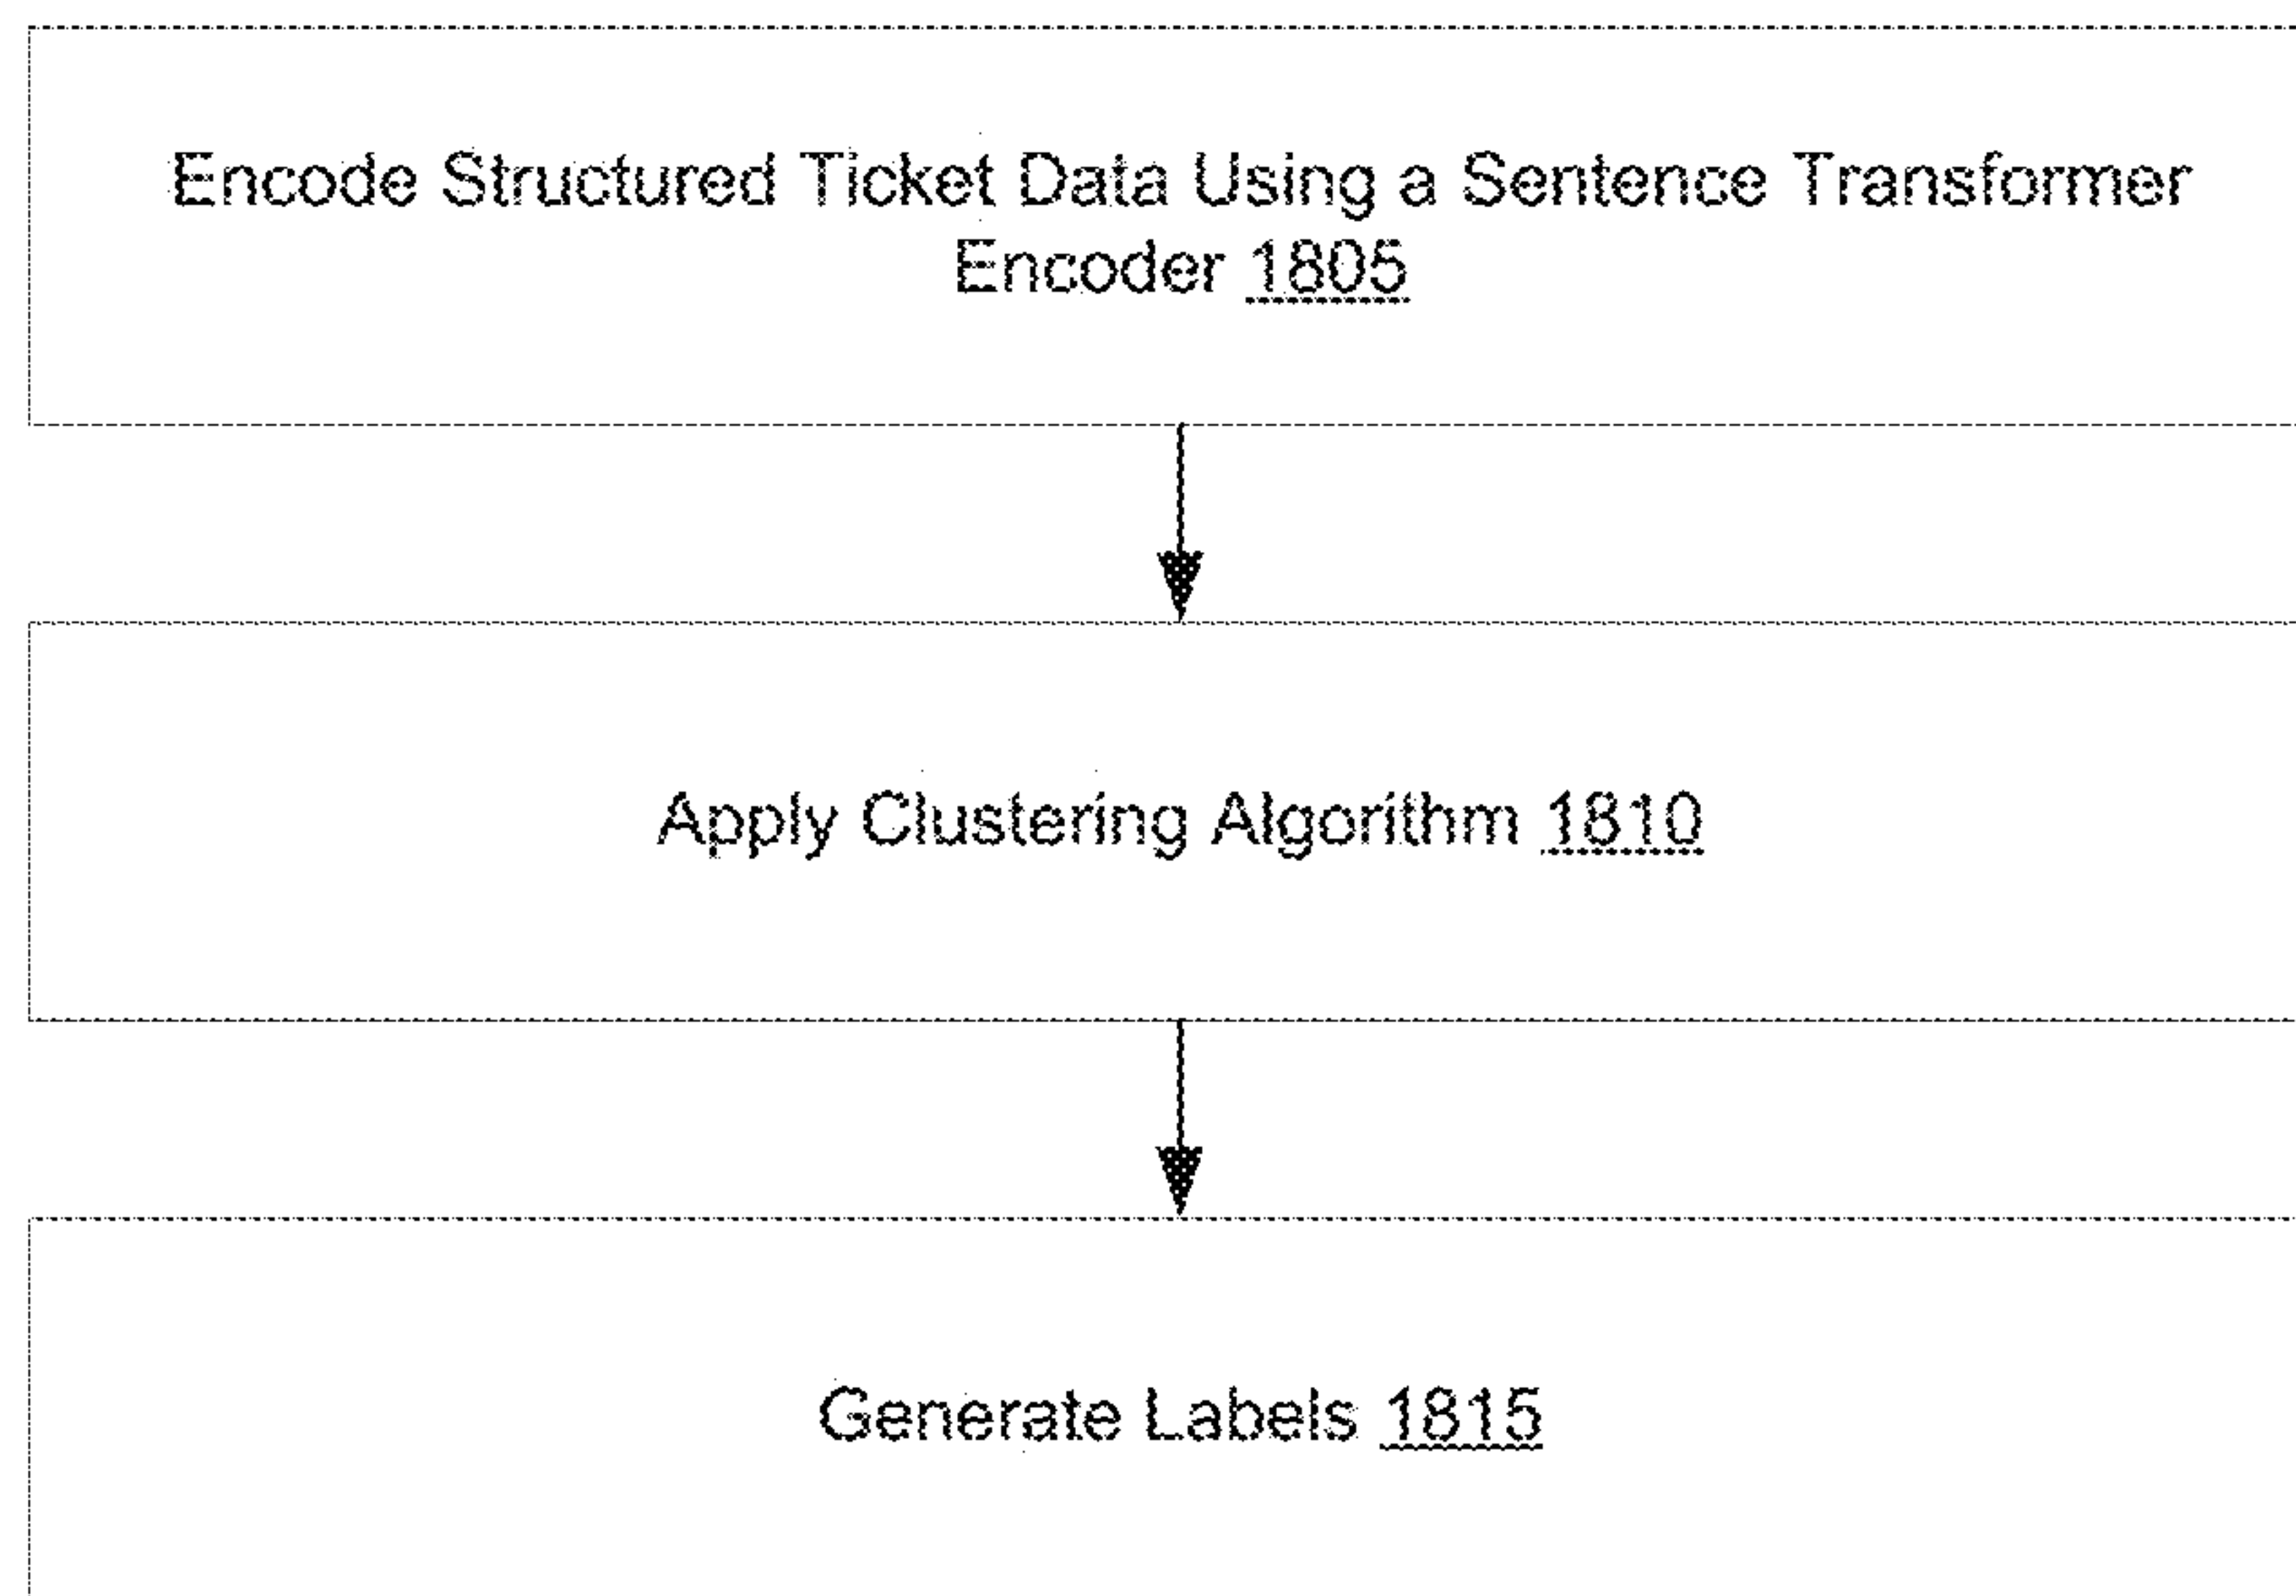 Encode Structured Ticket Data Using a Sentence Transformer
Encoder 1805
Apply Clustering Algorithm 1810
Generate Labels 1815